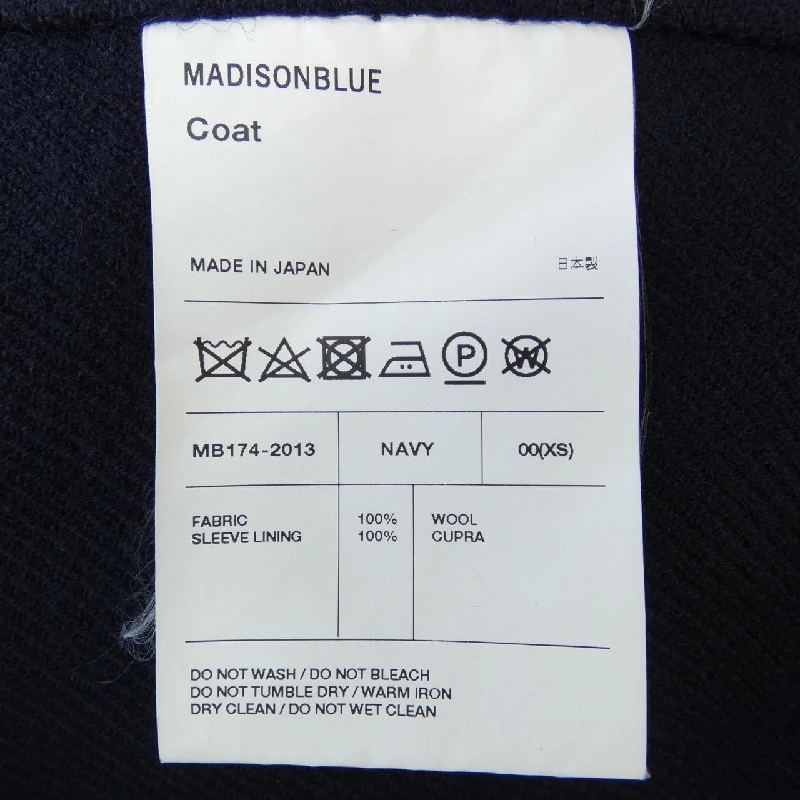 MADISONBLUE
Coat
MADE IN JAPAN 日本製
P W
MB174-2013 NAVY 00(XS)
FABRIC 100% WOOL
SLEEVE LINING 100% CUPRA
DO NOT WASH / DO NOT BLEACH
DO NOT TUMBLE DRY / WARM IRON
DRY CLEAN / DO NOT WET CLEAN